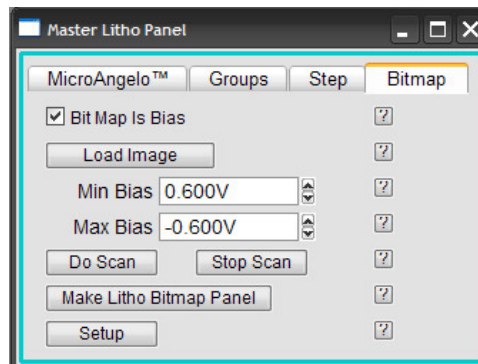 Master Litho Panel
MicroAngelo™ Groups Step Bitmap
Bit Map Is Bias ?
Load Image ?
Min Bias 0.600V ?
Max Bias -0.600V ?
Do Scan Stop Scan ?
Make Litho Bitmap Panel ?
Setup ?